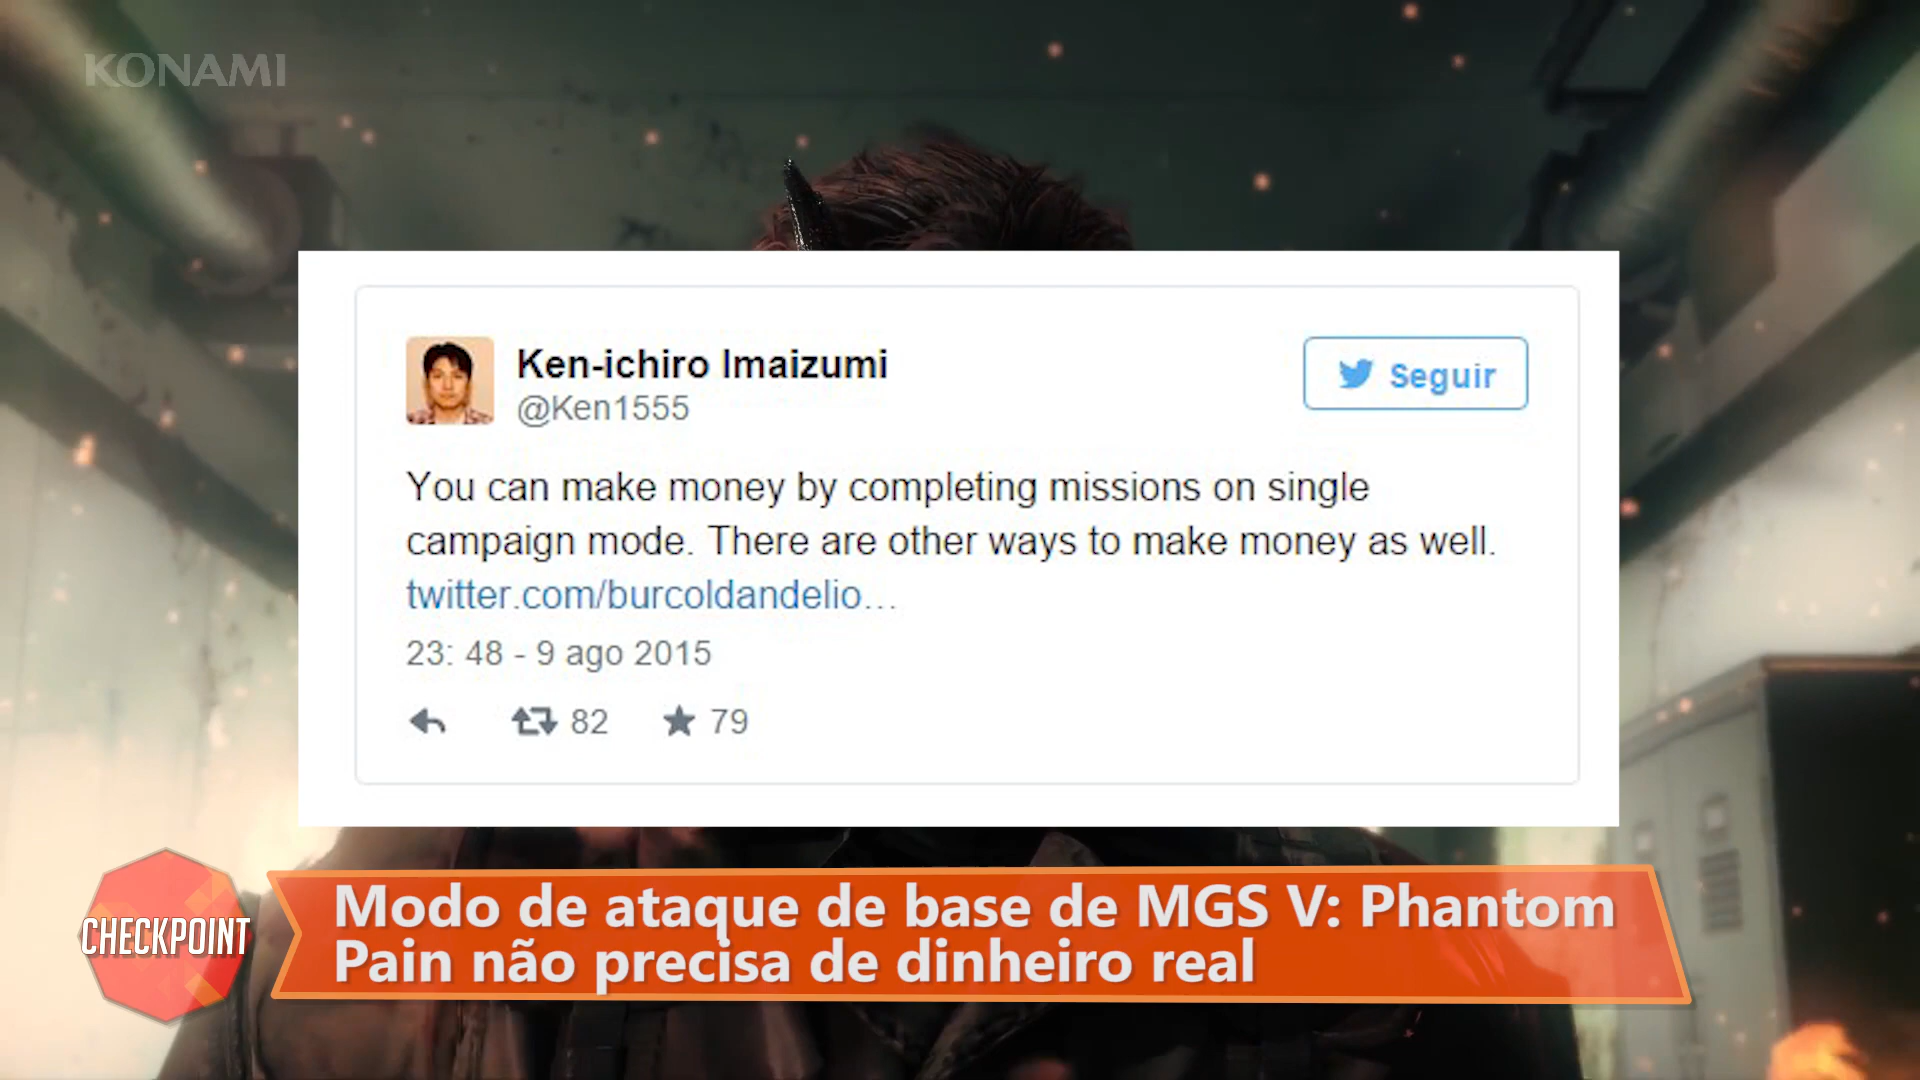 KONAMI
Ken-ichiro Imaizumi
@Ken1555
Seguir
You can make money by completing missions on single
campaign mode. There are other ways to make money as well.
twitter.com/burcoldandelio…
23: 48 - 9 ago 2015
82 79
CHECKPOINT
Modo de ataque de base de MGS V: Phantom
Pain não precisa de dinheiro real